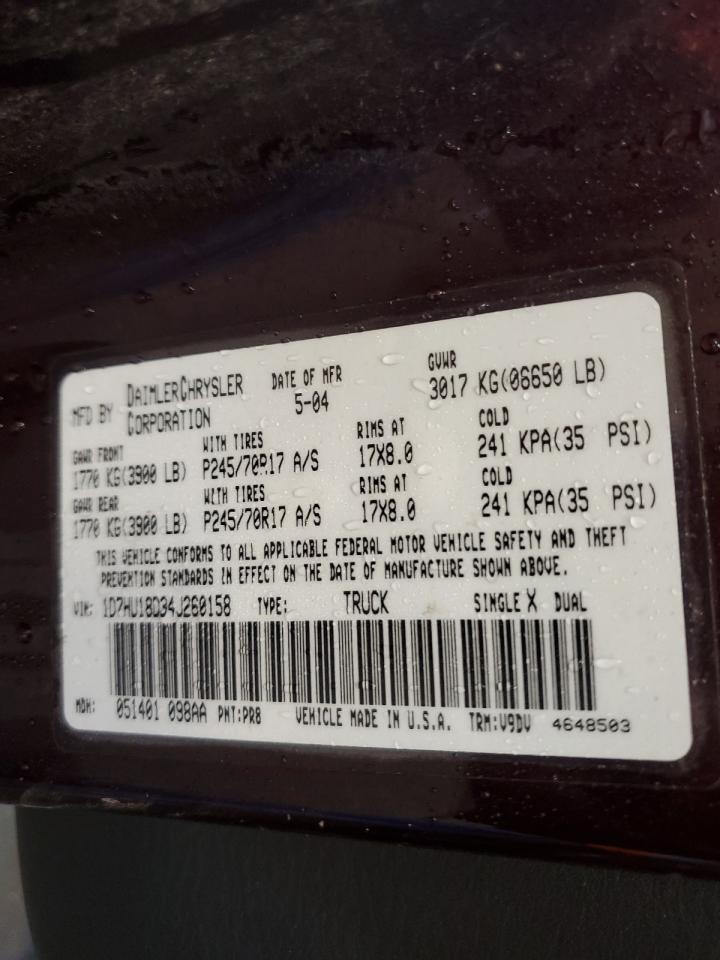 MFD BY DAIMLERCHRYSLER CORPORATION DATE OF MFR 5-04 GVWR 3017 KG(06650 LB)
GAWR FRONT WITH TIRES RIMS AT COLD
1770 KG(3900 LB) P245/70R17 A/S 17X8.0 241 KPA(35 PSI)
GAWR REAR WITH TIRES RIMS AT COLD
1770 KG(3900 LB) P245/70R17 A/S 17X8.0 241 KPA(35 PSI)
THIS VEHICLE CONFORMS TO ALL APPLICABLE FEDERAL MOTOR VEHICLE SAFETY AND THEFT
PREVENTION STANDARDS IN EFFECT ON THE DATE OF MANUFACTURE SHOWN ABOVE.
VIN: 1D7HU18D34J260158 TYPE: TRUCK SINGLE X DUAL
MDH: 051401 098AA PNT:PR8 VEHICLE MADE IN U.S.A. TRM:V9DV 4648503